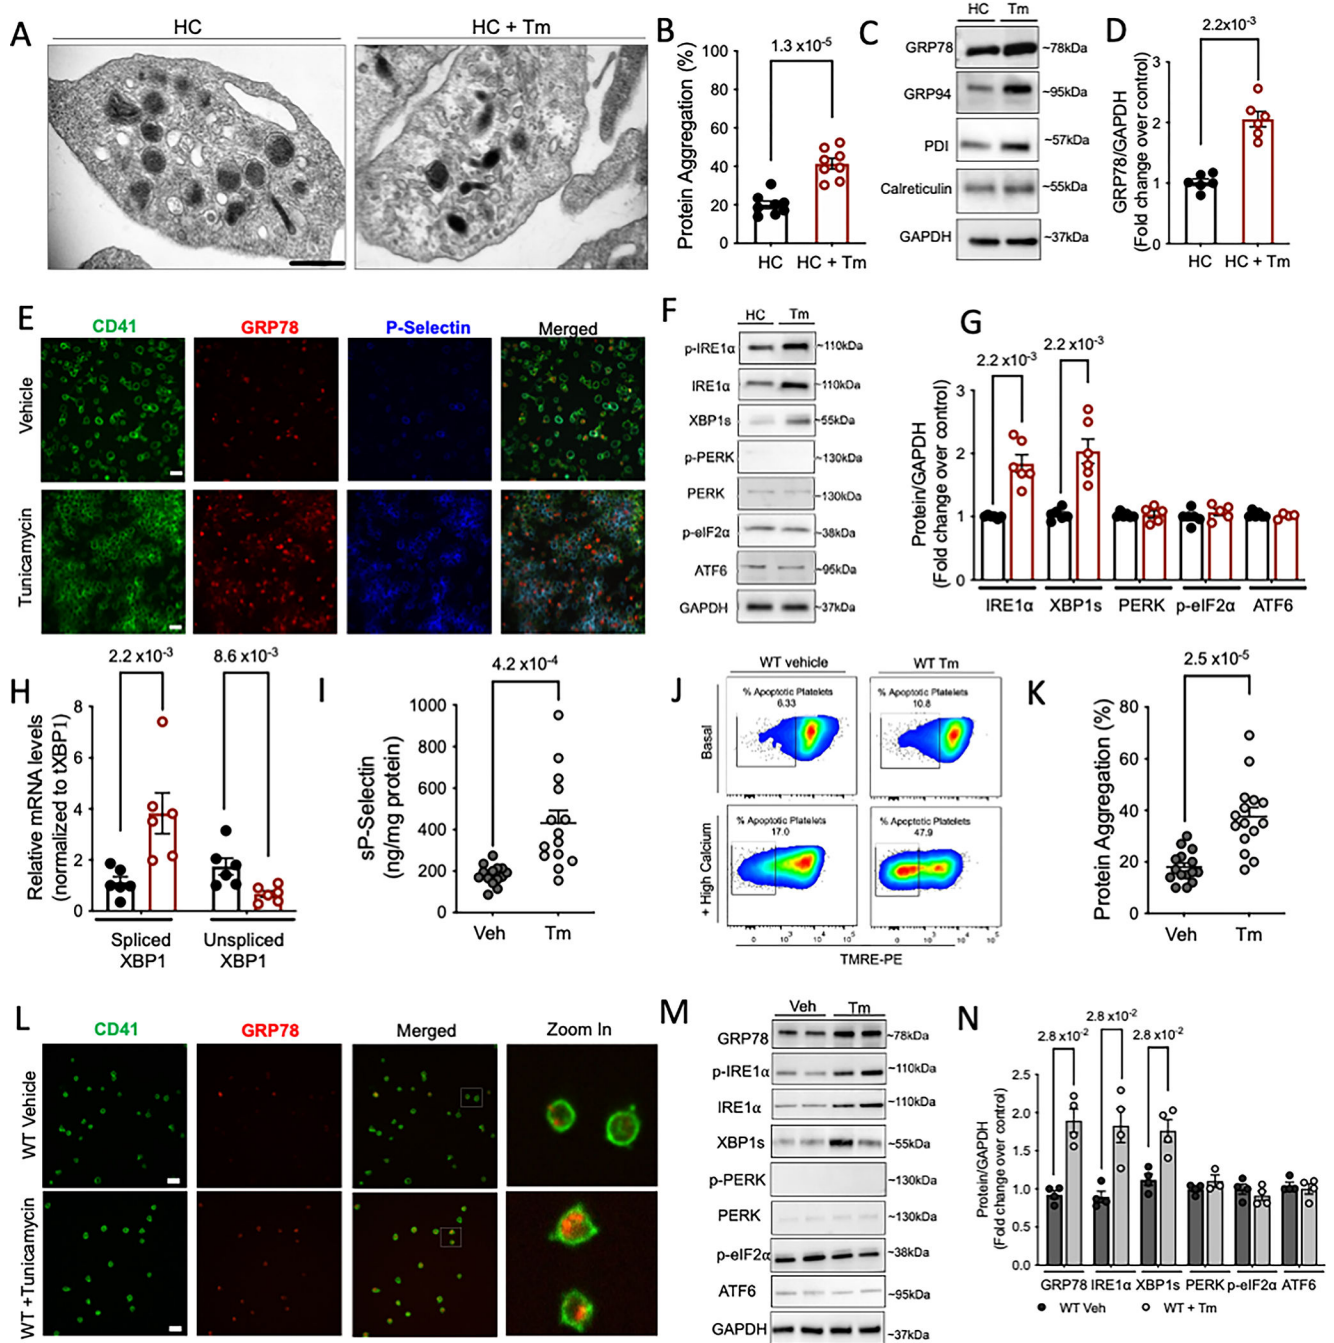 A
HC
HC + Tm
B
1.3 x10-5
Protein Aggregation (%)
100
80
60
40
20
0
HC
HC + Tm
C
HC
Tm
GRP78
~78kDa
GRP94
~95kDa
PDI
~57kDa
Calreticulin
~55kDa
GAPDH
~37kDa
D
2.2x10-3
GRP78/GAPDH
(Fold change over control)
3
2
1
0
HC
HC + Tm
E
CD41
GRP78
P-Selectin
Merged
Vehicle
Tunicamycin
F
HC
Tm
p-IRE1α
~110kDa
IRE1α
~110kDa
XBP1s
~55kDa
p-PERK
~130kDa
PERK
~130kDa
p-eIF2α
~38kDa
ATF6
~95kDa
GAPDH
~37kDa
G
2.2 x10-3
2.2 x10-3
Protein/GAPDH
(Fold change over control)
3
2
1
0
IRE1α
XBP1s
PERK
p-eIF2α
ATF6
H
2.2 x10-3
8.6 x10-3
Relative mRNA levels
(normalized to tXBP1)
8
6
4
2
0
Spliced
XBP1
Unspliced
XBP1
I
4.2 x10-4
sP-Selectin
(ng/mg protein)
1000
800
600
400
200
0
Veh
Tm
J
WT vehicle
WT Tm
Basal
% Apoptotic Platelets
6.33
% Apoptotic Platelets
10.8
+ High Calcium
% Apoptotic Platelets
17.0
% Apoptotic Platelets
47.9
0
103
104
105
0
103
104
105
TMRE-PE
K
2.5 x10-5
Protein Aggregation (%)
80
60
40
20
0
Veh
Tm
L
CD41
GRP78
Merged
Zoom In
WT Vehicle
WT +Tunicamycin
M
Veh
Tm
GRP78
~78kDa
p-IRE1α
~110kDa
IRE1α
~110kDa
XBP1s
~55kDa
p-PERK
~130kDa
PERK
~130kDa
p-eIF2α
~38kDa
ATF6
~95kDa
GAPDH
~37kDa
N
2.8 x10-2
2.8 x10-2
2.8 x10-2
Protein/GAPDH
(Fold change over control)
2.5
2.0
1.5
1.0
0.5
0.0
GRP78
IRE1α
XBP1s
PERK
p-eIF2α
ATF6
WT Veh
WT + Tm